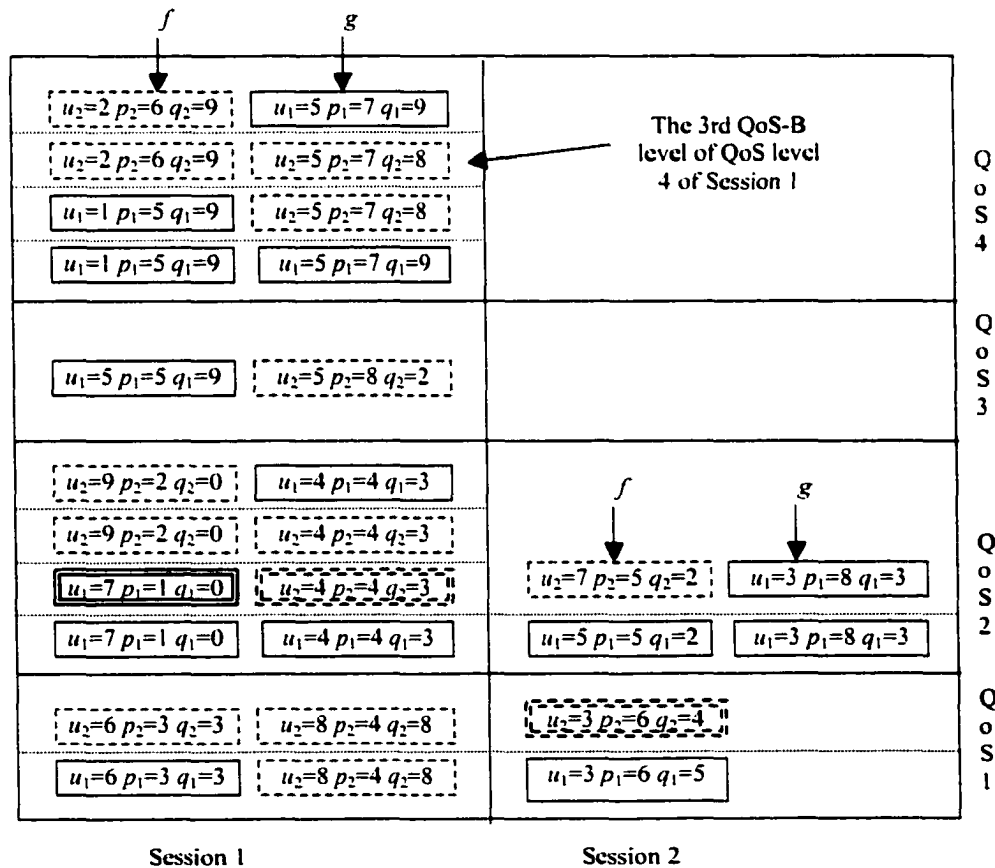 f g
u₂=2 p₂=6 q₂=9 u₁=5 p₁=7 q₁=9
u₂=2 p₂=6 q₂=9 u₂=5 p₂=7 q₂=8
u₁=1 p₁=5 q₁=9 u₂=5 p₂=7 q₂=8
u₁=1 p₁=5 q₁=9 u₁=5 p₁=7 q₁=9
The 3rd QoS-B
level of QoS level
4 of Session 1
QoS4
u₁=5 p₁=5 q₁=9 u₂=5 p₂=8 q₂=2
QoS3
u₂=9 p₂=2 q₂=0 u₁=4 p₁=4 q₁=3
u₂=9 p₂=2 q₂=0 u₂=4 p₂=4 q₂=3
u₁=7 p₁=1 q₁=0 u₂=4 p₂=4 q₂=3
u₁=7 p₁=1 q₁=0 u₁=4 p₁=4 q₁=3
f g
u₂=7 p₂=5 q₂=2 u₁=3 p₁=8 q₁=3
u₁=5 p₁=5 q₁=2 u₁=3 p₁=8 q₁=3
QoS2
u₂=6 p₂=3 q₂=3 u₂=8 p₂=4 q₂=8
u₁=6 p₁=3 q₁=3 u₂=8 p₂=4 q₂=8
u₂=3 p₂=6 q₂=4
u₁=3 p₁=6 q₁=5
QoS1
Session 1 Session 2